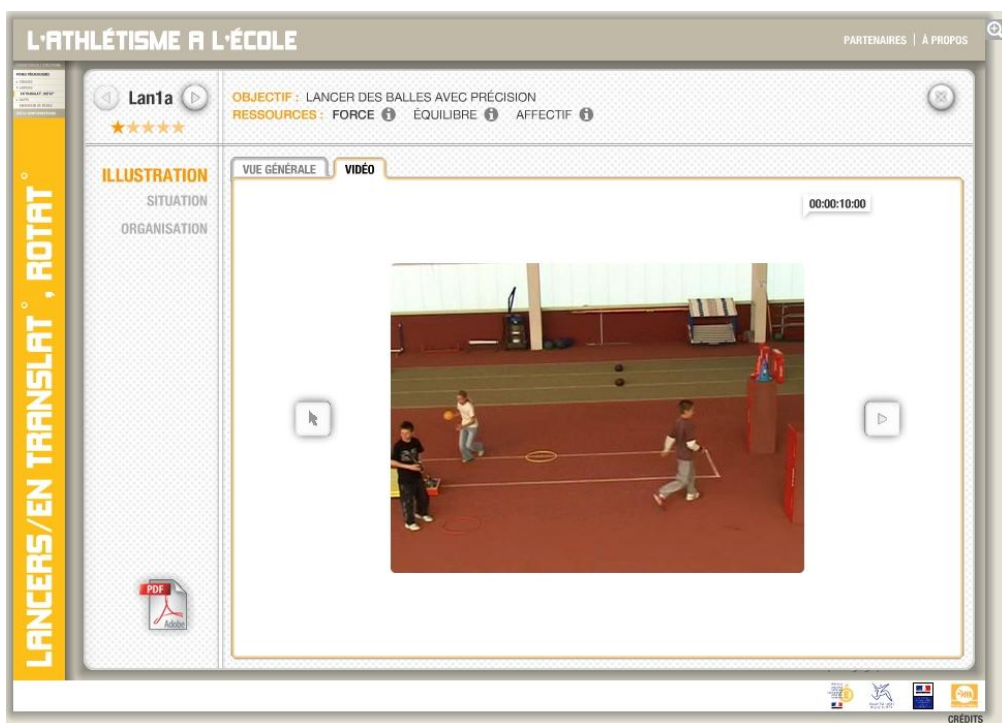 L'ATHLÉTISME A L'ÉCOLE
PARTENAIRES | À PROPOS
Lan1a
OBJECTIF : LANCER DES BALLES AVEC PRÉCISION
RESSOURCES : FORCE ÉQUILIBRE AFFECTIF
ILLUSTRATION
SITUATION
ORGANISATION
VUE GÉNÉRALE
VIDÉO
00:00:10:00
LANCERS/EN TRANSLAT°, ROTAT°
PDF
Adobe
CRÉDITS